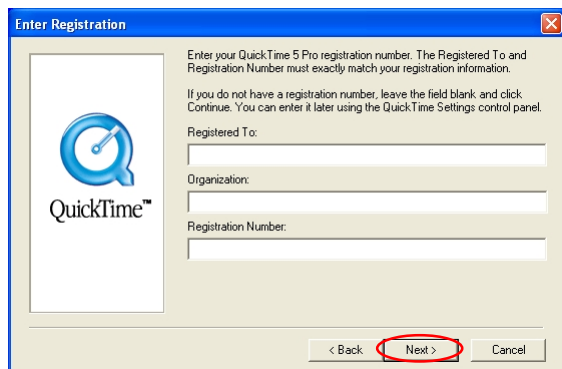 Enter Registration
Enter your QuickTime 5 Pro registration number. The Registered To and
Registration Number must exactly match your registration information.
If you do not have a registration number, leave the field blank and click
Continue. You can enter it later using the QuickTime Settings control panel.
Registered To:
Organization:
QuickTime™
Registration Number:
< Back Next > Cancel